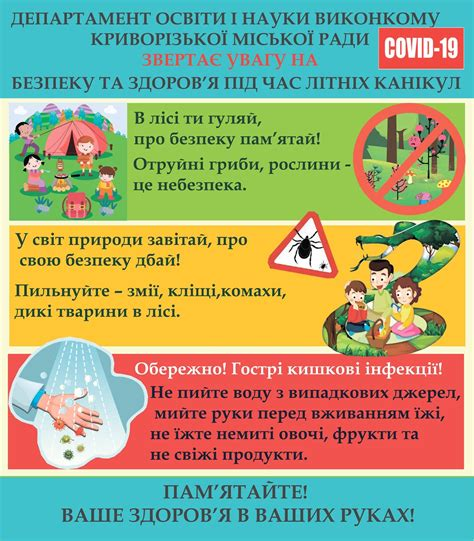 ДЕПАРТАМЕНТ ОСВІТИ І НАУКИ ВИКОНКОМУ
КРИВОРІЗЬКОЇ МІСЬКОЇ РАДИ
COVID-19
ЗВЕРТАЄ УВАГУ НА
БЕЗПЕКУ ТА ЗДОРОВ'Я ПІД ЧАС ЛІТНІХ КАНІКУЛ
В лісі ти гуляй,
про безпеку пам'ятай!
Отруйні гриби, рослини -
це небезпека.
У світ природи завітай, про
свою безпеку дбай!
Пильнуйте – змії, кліщі,комахи,
дикі тварини в лісі.
Обережно! Гострі кишкові інфекції!
Не пийте воду з випадкових джерел,
мийте руки перед вживанням їжі,
не їжте немиті овочі, фрукти та
не свіжі продукти.
ПАМ'ЯТАЙТЕ!
ВАШЕ ЗДОРОВ'Я В ВАШИХ РУКАХ!